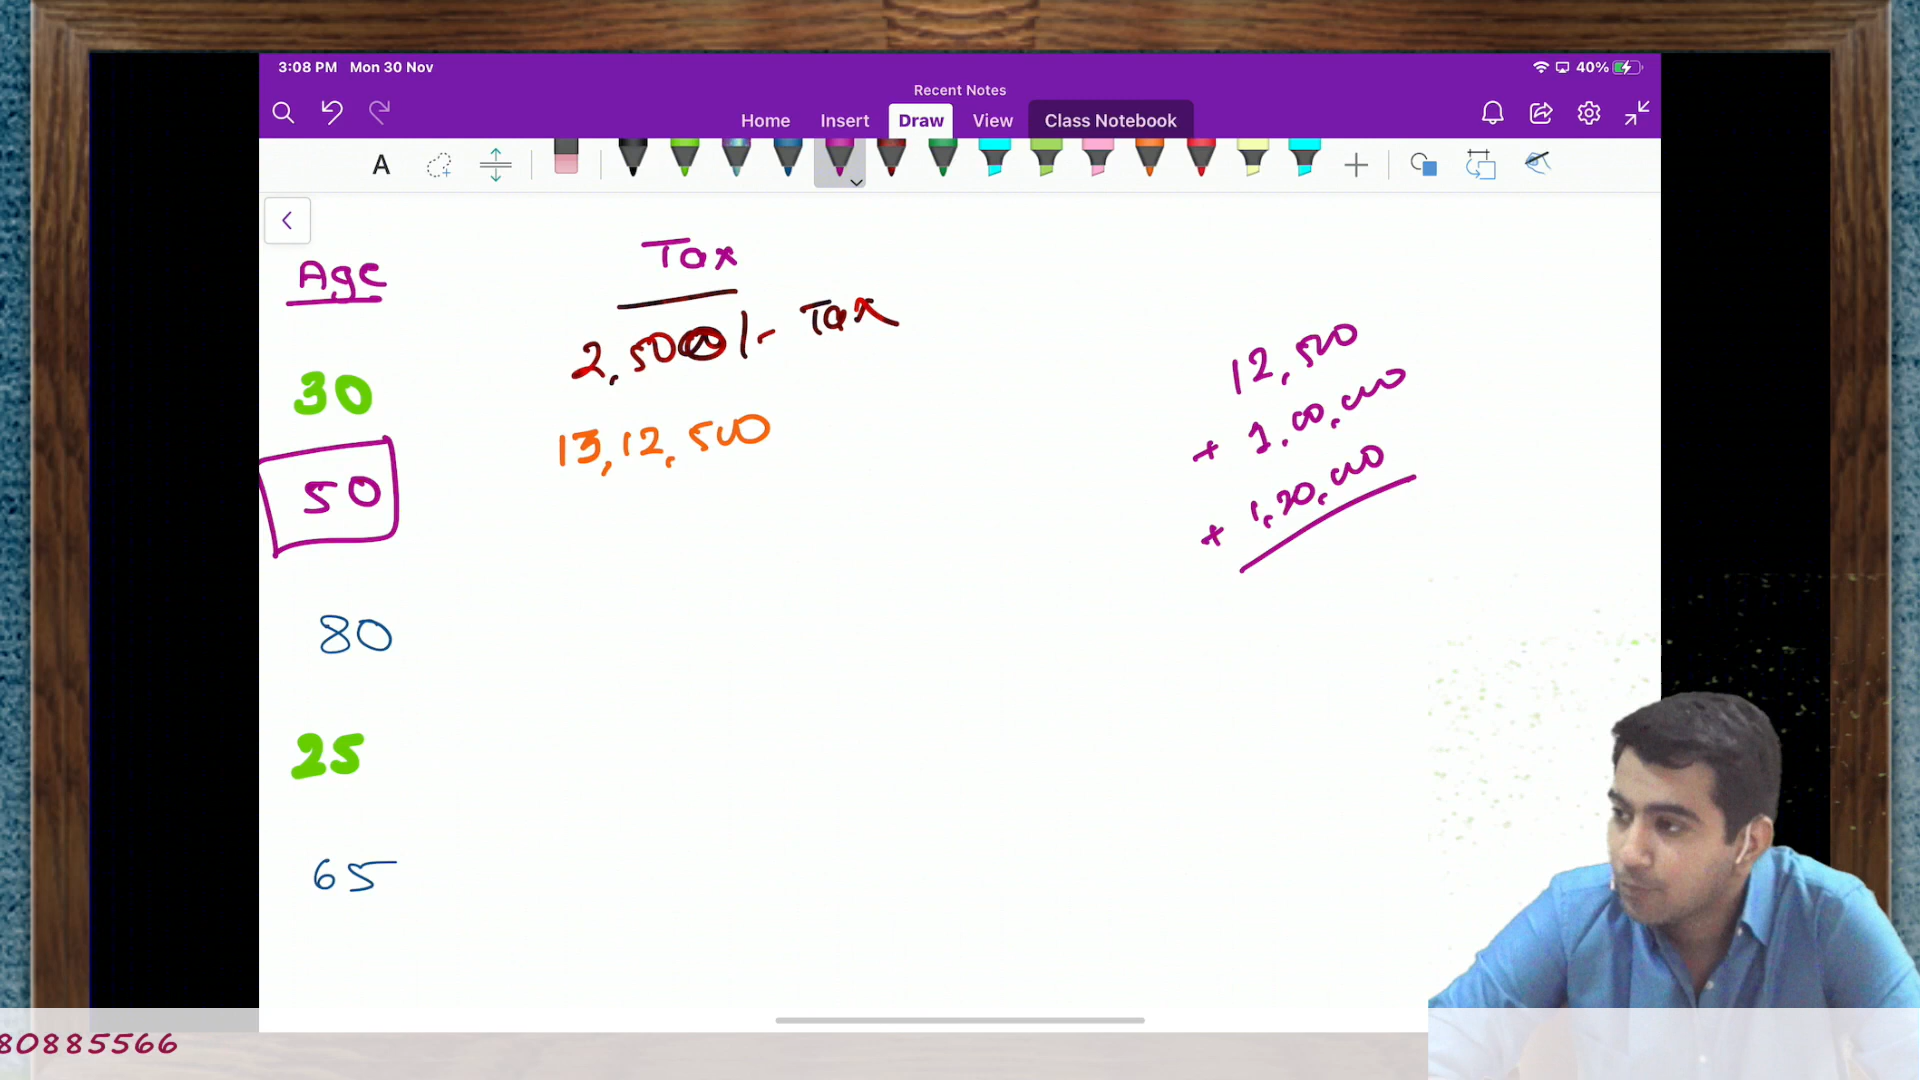 3:08 PM Mon 30 Nov
40%
Recent Notes
Home Insert Draw View Class Notebook
A
Age
Tax
2,500/- Tax
30
13,12,500
50
80
25
65
12,500
+ 1,00,000
+ 1,20,000
80885566